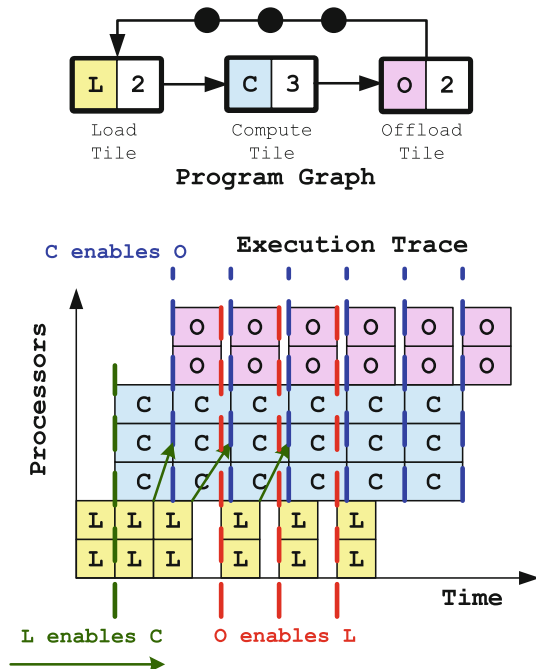 L 2 C 3 O 2
Load Compute Offload
Tile Tile Tile
Program Graph
C enables O Execution Trace
O O O O O O
O O O O O O
C C C C C C
C C C C C C
C C C C C C
L L L L L L
L L L L L L
Processors
Time
L enables C O enables L